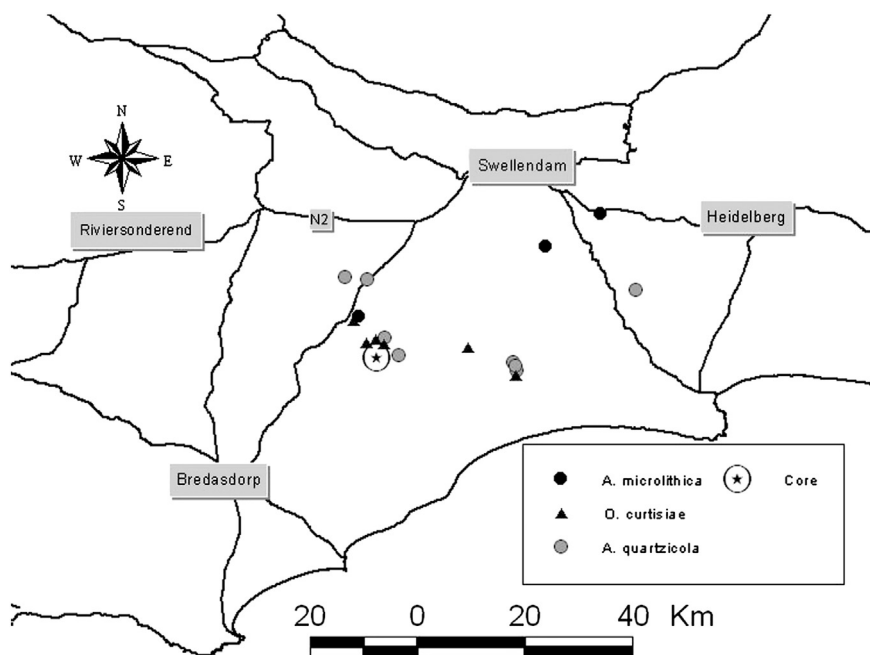 N
W E
S
Swellendam
N2
Riviersonderend
Heidelberg
Bredasdorp
A. microlithica Core
O. curtisiae
A. quartzicola
20 0 20 40 Km